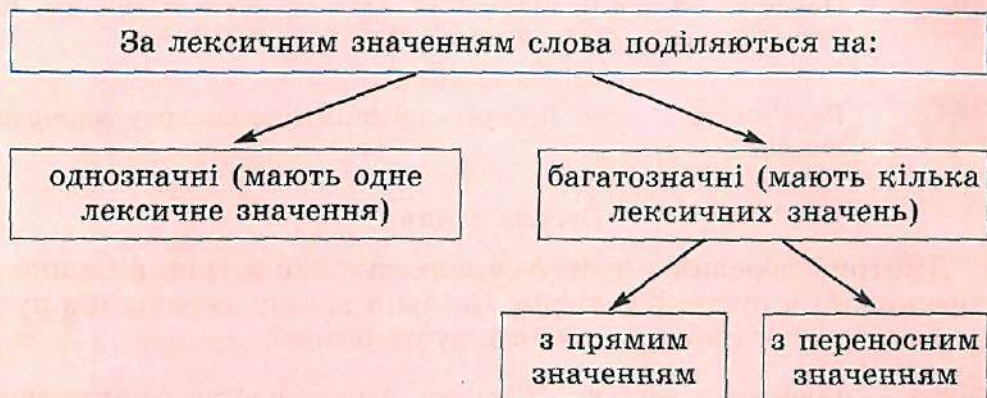 За лексичним значенням слова поділяються на:
однозначні (мають одне
лексичне значення)
багатозначні (мають кілька
лексичних значень)
з прямим
значенням
з переносним
значенням